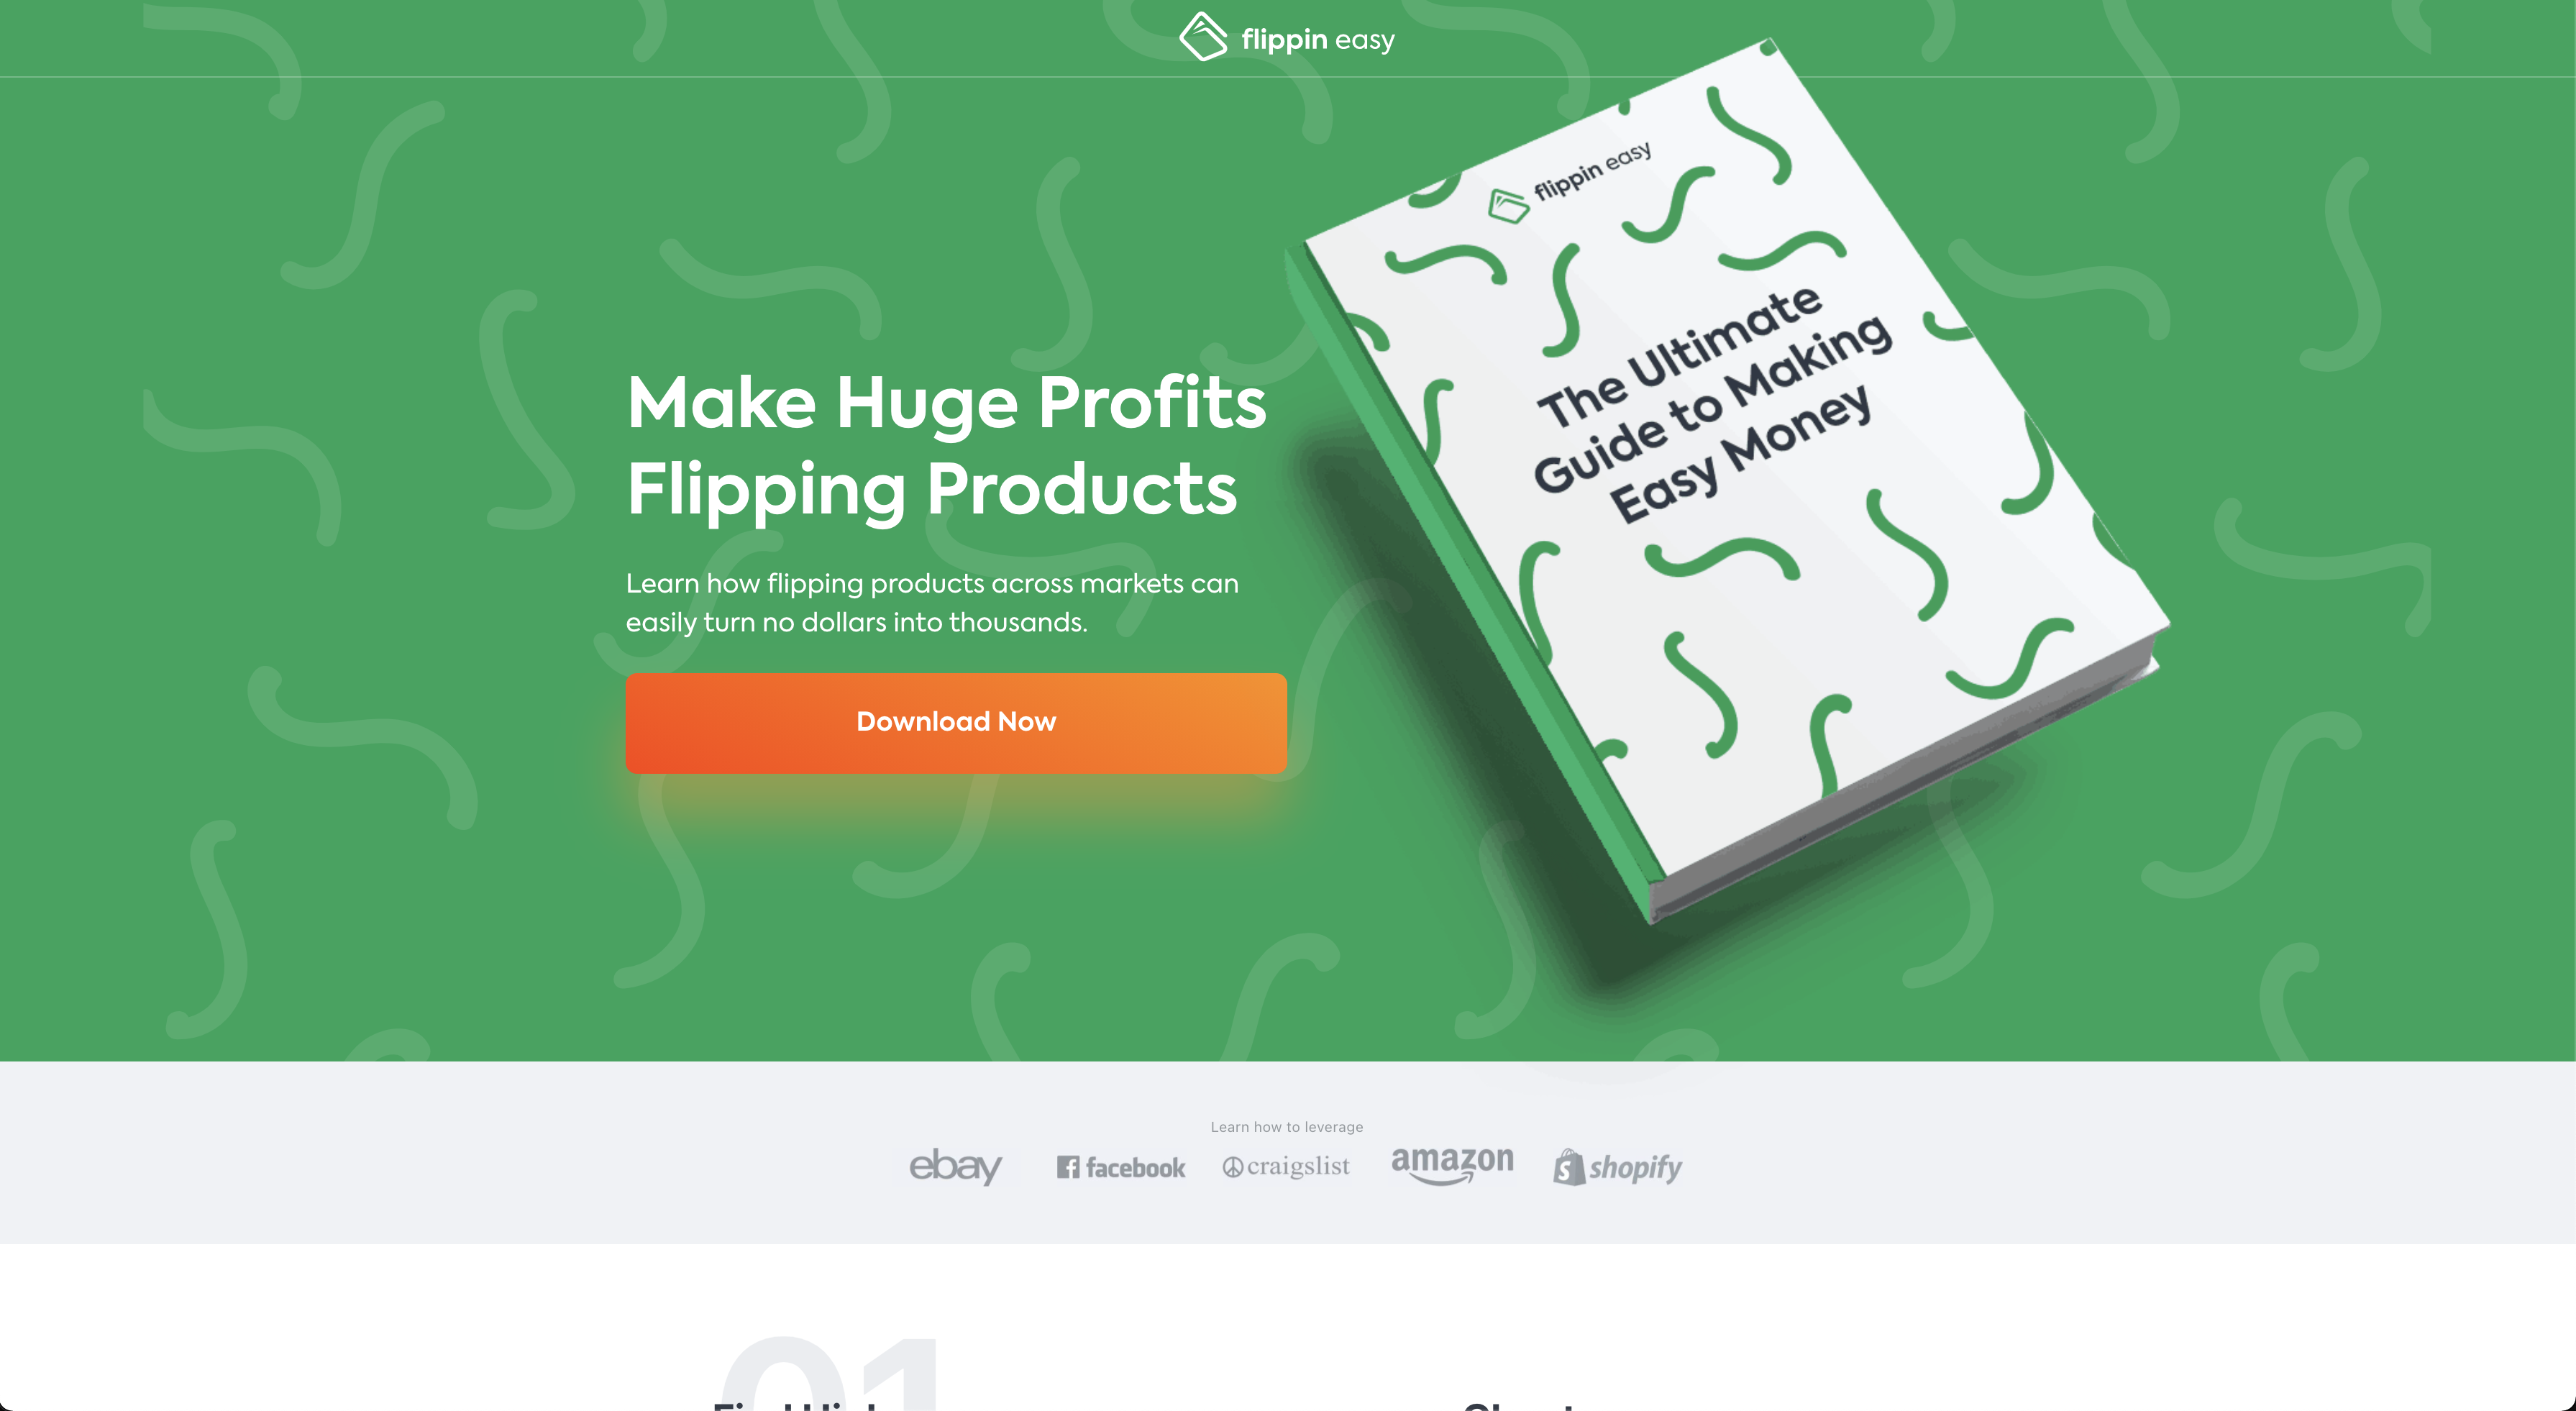 flippin easy
flippin easy
The Ultimate
Guide to Making
Easy Money
Make Huge Profits
Flipping Products
Learn how flipping products across markets can
easily turn no dollars into thousands.
Download Now
Learn how to leverage
ebay facebook craigslist amazon shopify
01